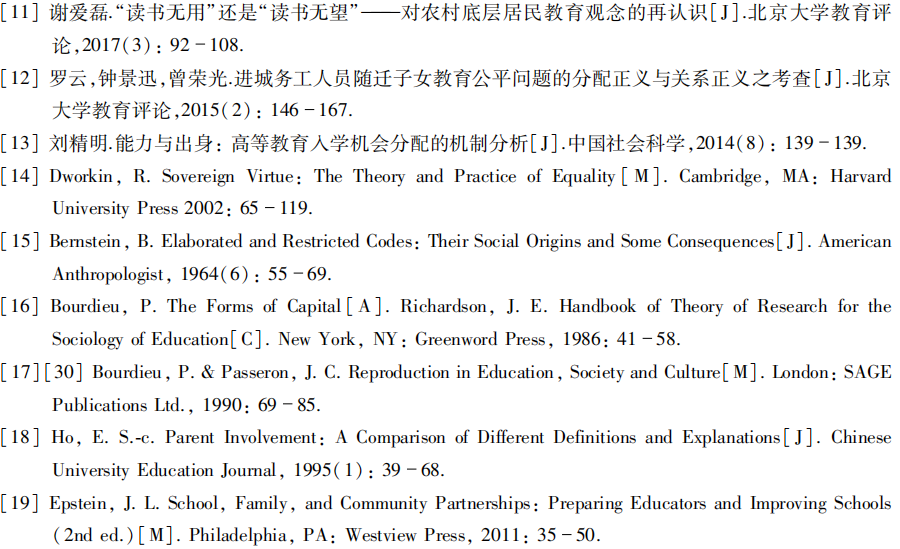 [11] 谢爱磊.“读书无用”还是“读书无望”——对农村底层居民教育观念的再认识[J].北京大学教育评
论,2017(3): 92-108.
[12] 罗云,钟景迅,曾荣光.进城务工人员随迁子女教育公平问题的分配正义与关系正义之考查[J].北京
大学教育评论,2015(2): 146-167.
[13] 刘精明.能力与出身: 高等教育入学机会分配的机制分析[J].中国社会科学,2014(8): 139-139.
[14] Dworkin, R. Sovereign Virtue: The Theory and Practice of Equality[M]. Cambridge, MA: Harvard
University Press 2002: 65-119.
[15] Bernstein, B. Elaborated and Restricted Codes: Their Social Origins and Some Consequences[J]. American
Anthropologist, 1964(6): 55-69.
[16] Bourdieu, P. The Forms of Capital[A]. Richardson, J. E. Handbook of Theory of Research for the
Sociology of Education[C]. New York, NY: Greenword Press, 1986: 41-58.
[17][30] Bourdieu, P. & Passeron, J. C. Reproduction in Education, Society and Culture[M]. London: SAGE
Publications Ltd., 1990: 69-85.
[18] Ho, E. S.-c. Parent Involvement: A Comparison of Different Definitions and Explanations[J]. Chinese
University Education Journal, 1995(1): 39-68.
[19] Epstein, J. L. School, Family, and Community Partnerships: Preparing Educators and Improving Schools
(2nd ed.)[M]. Philadelphia, PA: Westview Press, 2011: 35-50.